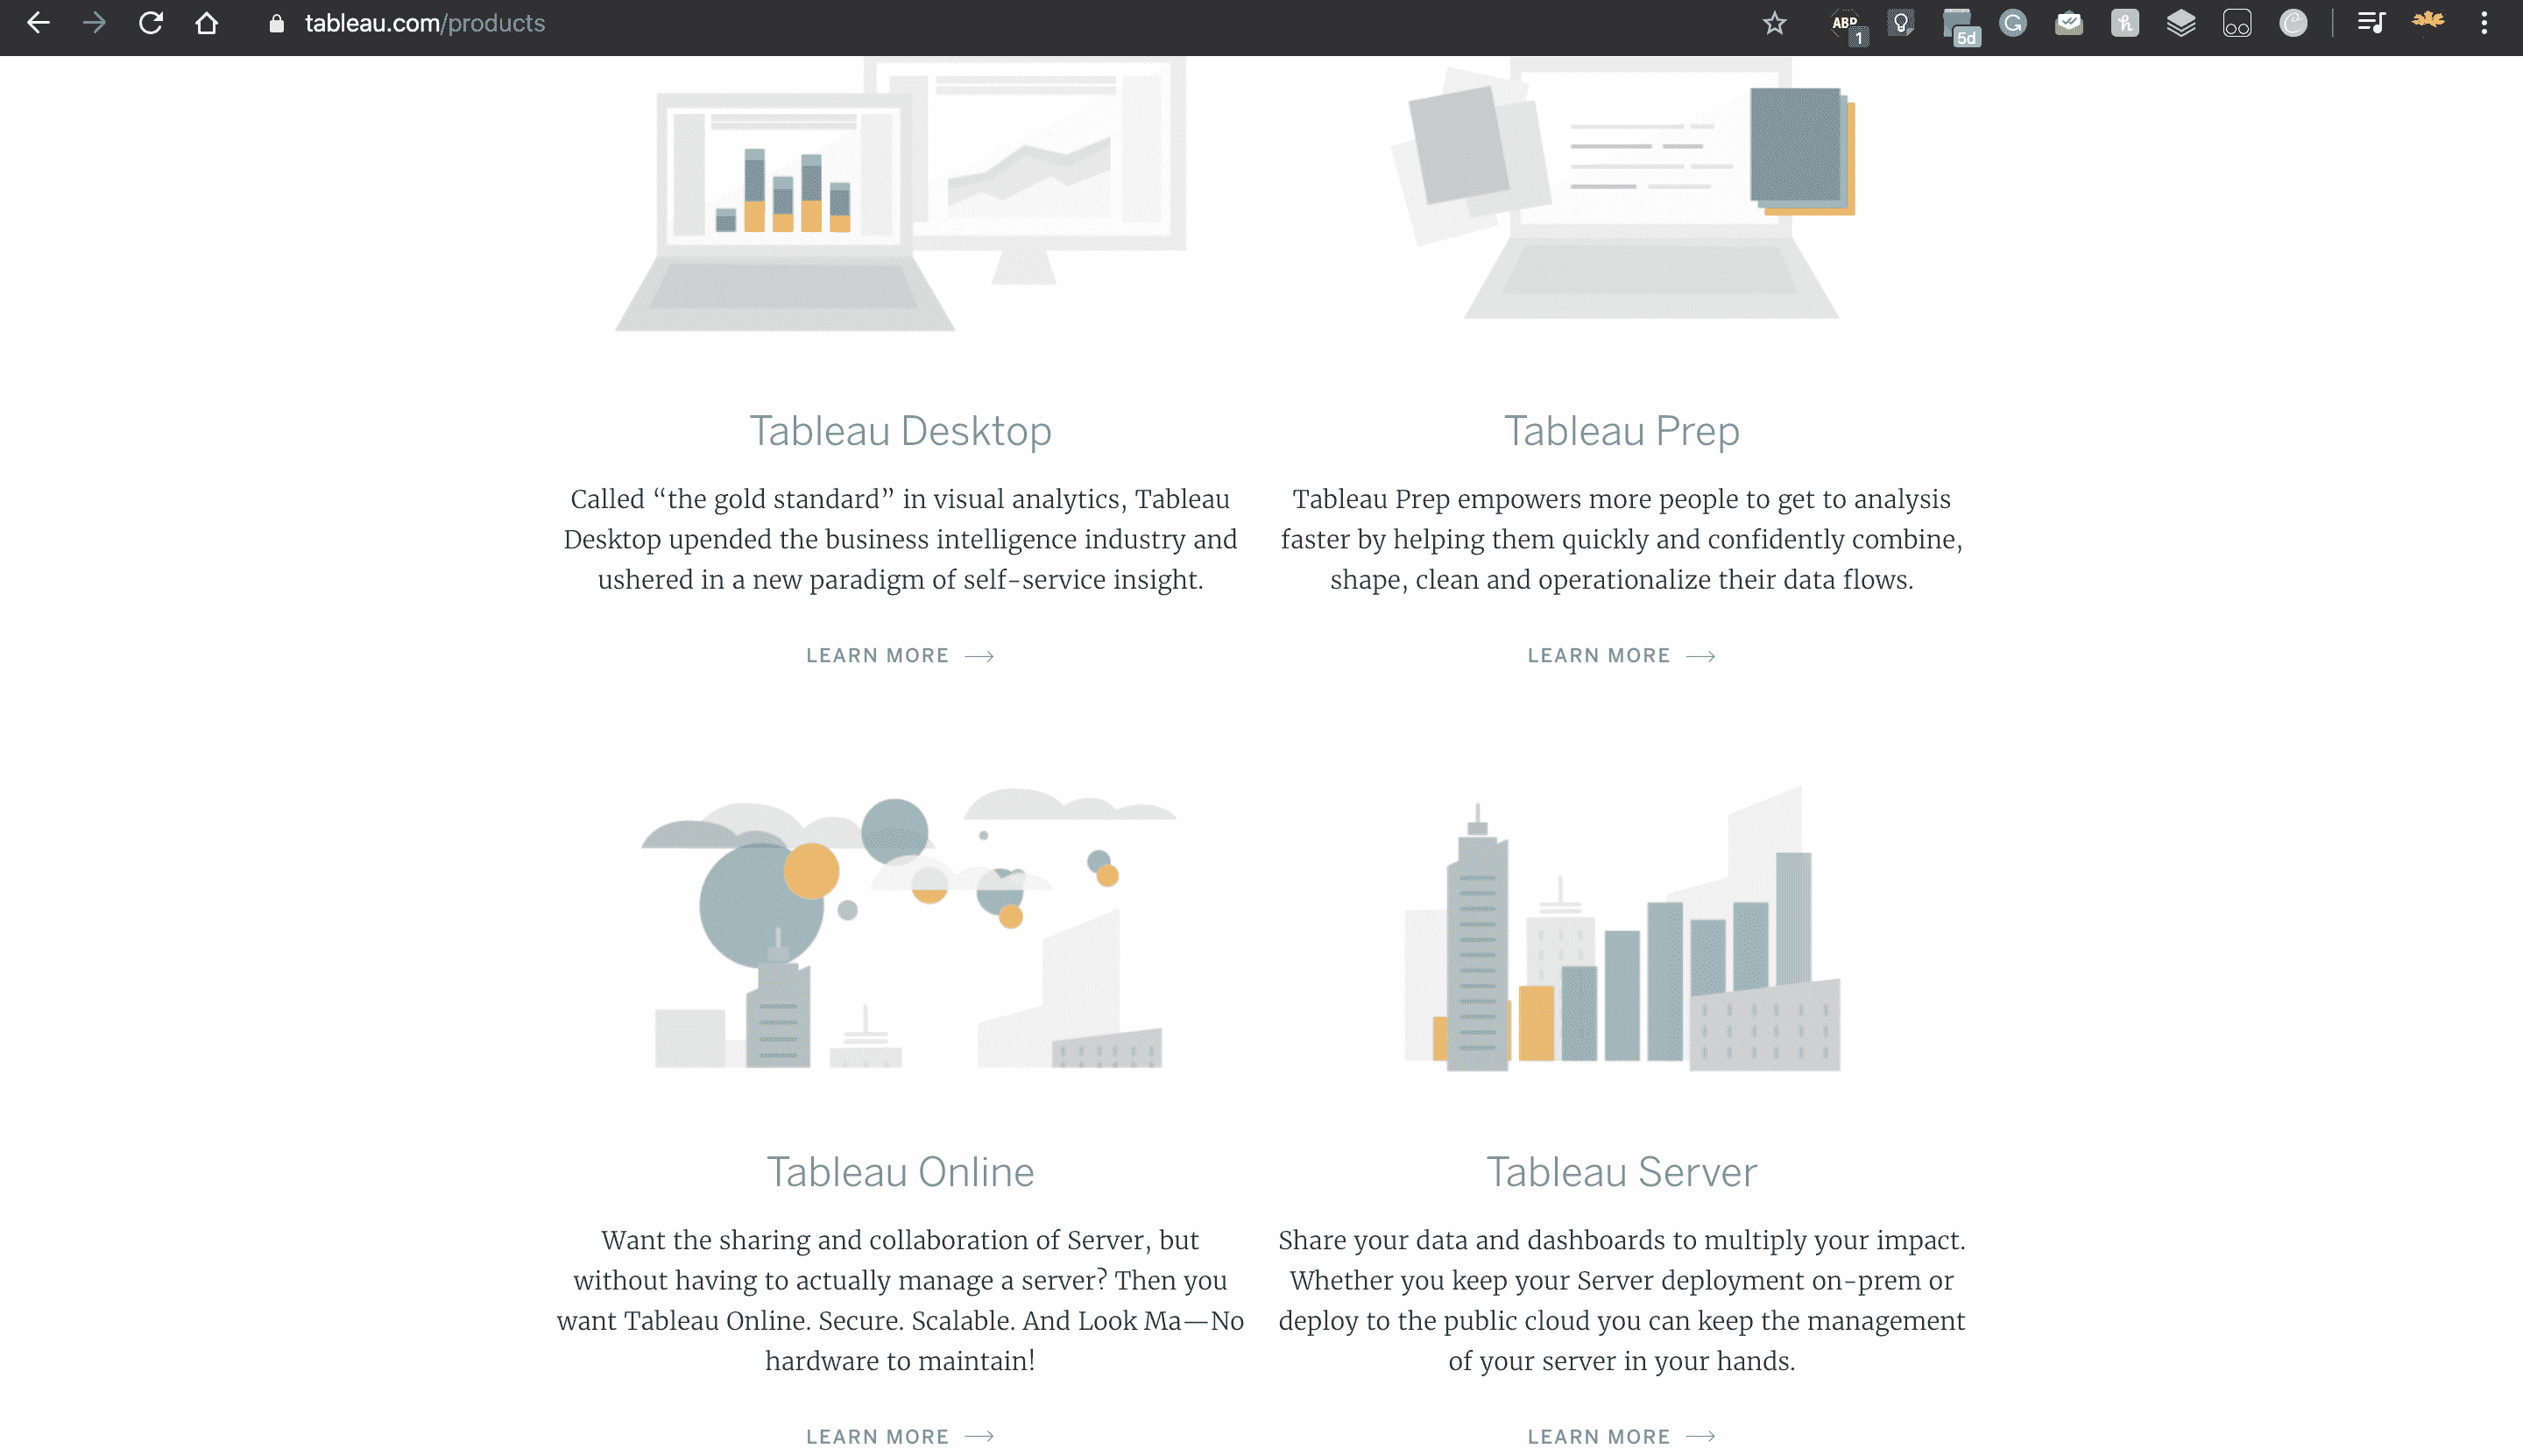 tableau.com/products
ABP
1
5d
Tableau Desktop
Called “the gold standard” in visual analytics, Tableau
Desktop upended the business intelligence industry and
ushered in a new paradigm of self-service insight.
LEARN MORE
Tableau Prep
Tableau Prep empowers more people to get to analysis
faster by helping them quickly and confidently combine,
shape, clean and operationalize their data flows.
LEARN MORE
Tableau Online
Want the sharing and collaboration of Server, but
without having to actually manage a server? Then you
want Tableau Online. Secure. Scalable. And Look Ma—No
hardware to maintain!
LEARN MORE
Tableau Server
Share your data and dashboards to multiply your impact.
Whether you keep your Server deployment on-prem or
deploy to the public cloud you can keep the management
of your server in your hands.
LEARN MORE